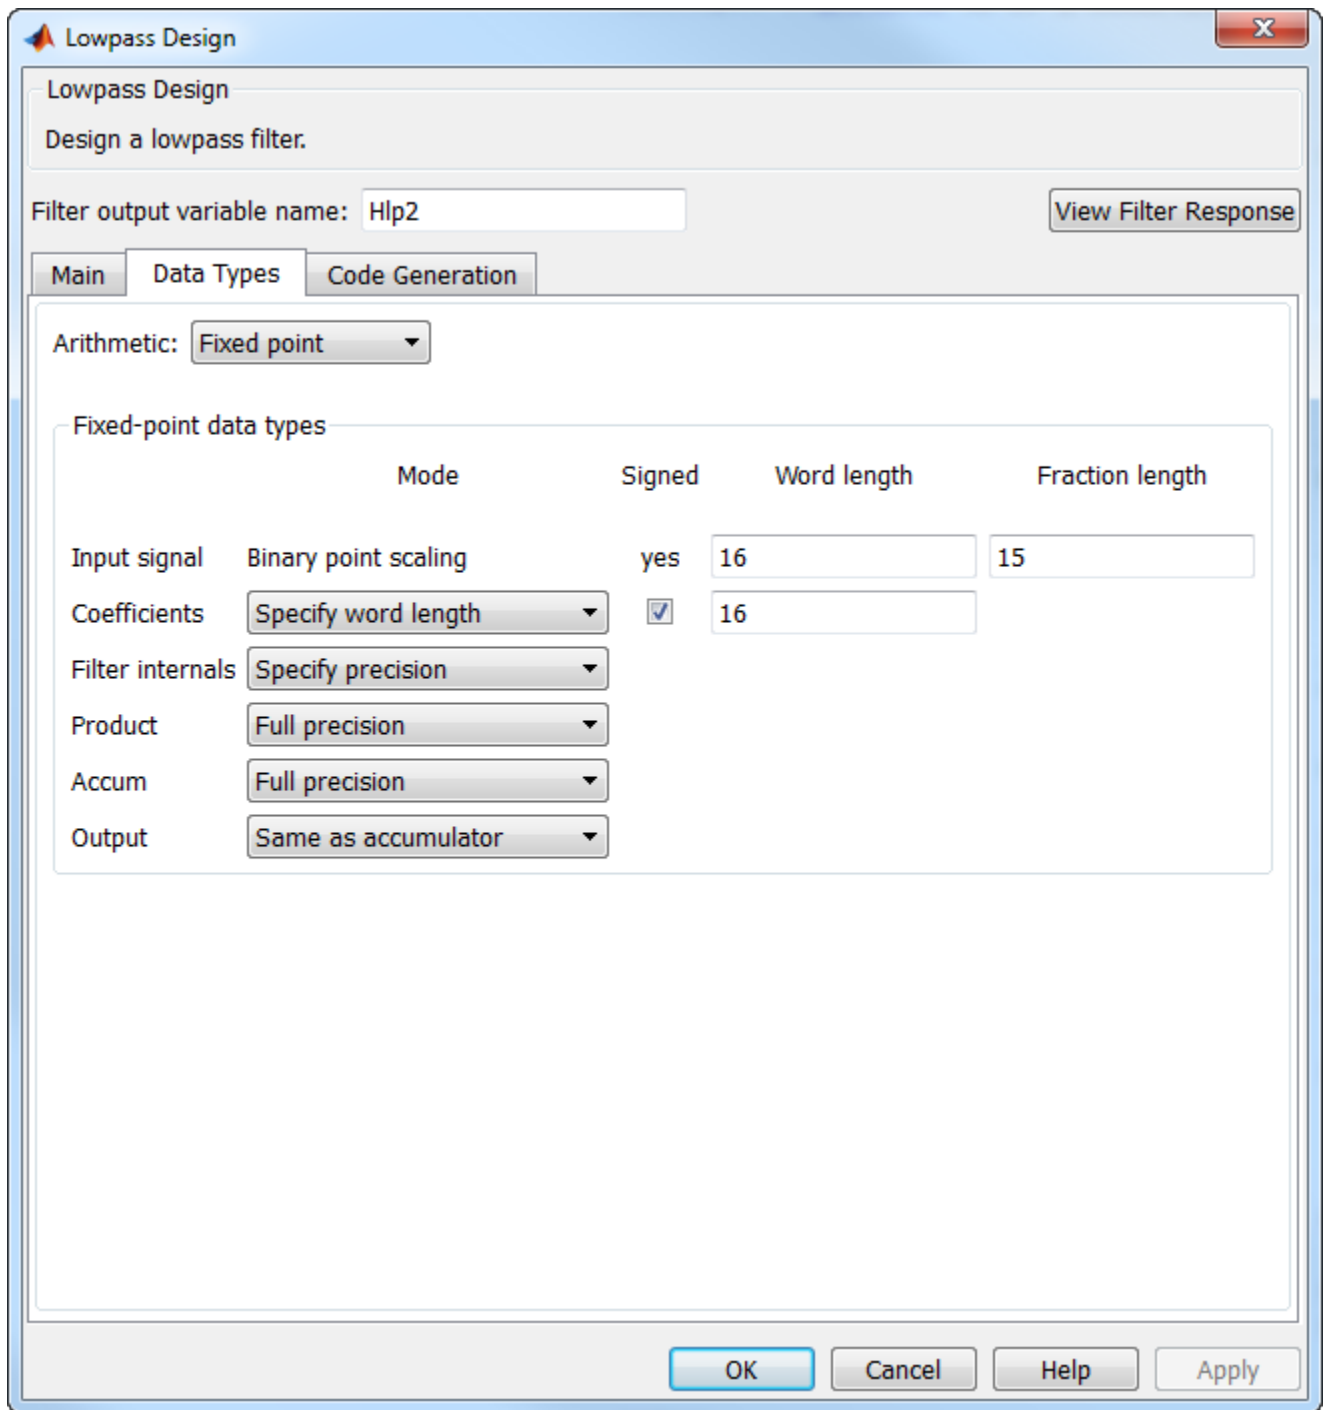 Lowpass Design
Lowpass Design
Design a lowpass filter.
Filter output variable name: Hlp2 View Filter Response
Main Data Types Code Generation
Arithmetic: Fixed point
Fixed-point data types
Mode Signed Word length Fraction length
Input signal Binary point scaling yes 16 15
Coefficients Specify word length 16
Filter internals Specify precision
Product Full precision
Accum Full precision
Output Same as accumulator
OK Cancel Help Apply